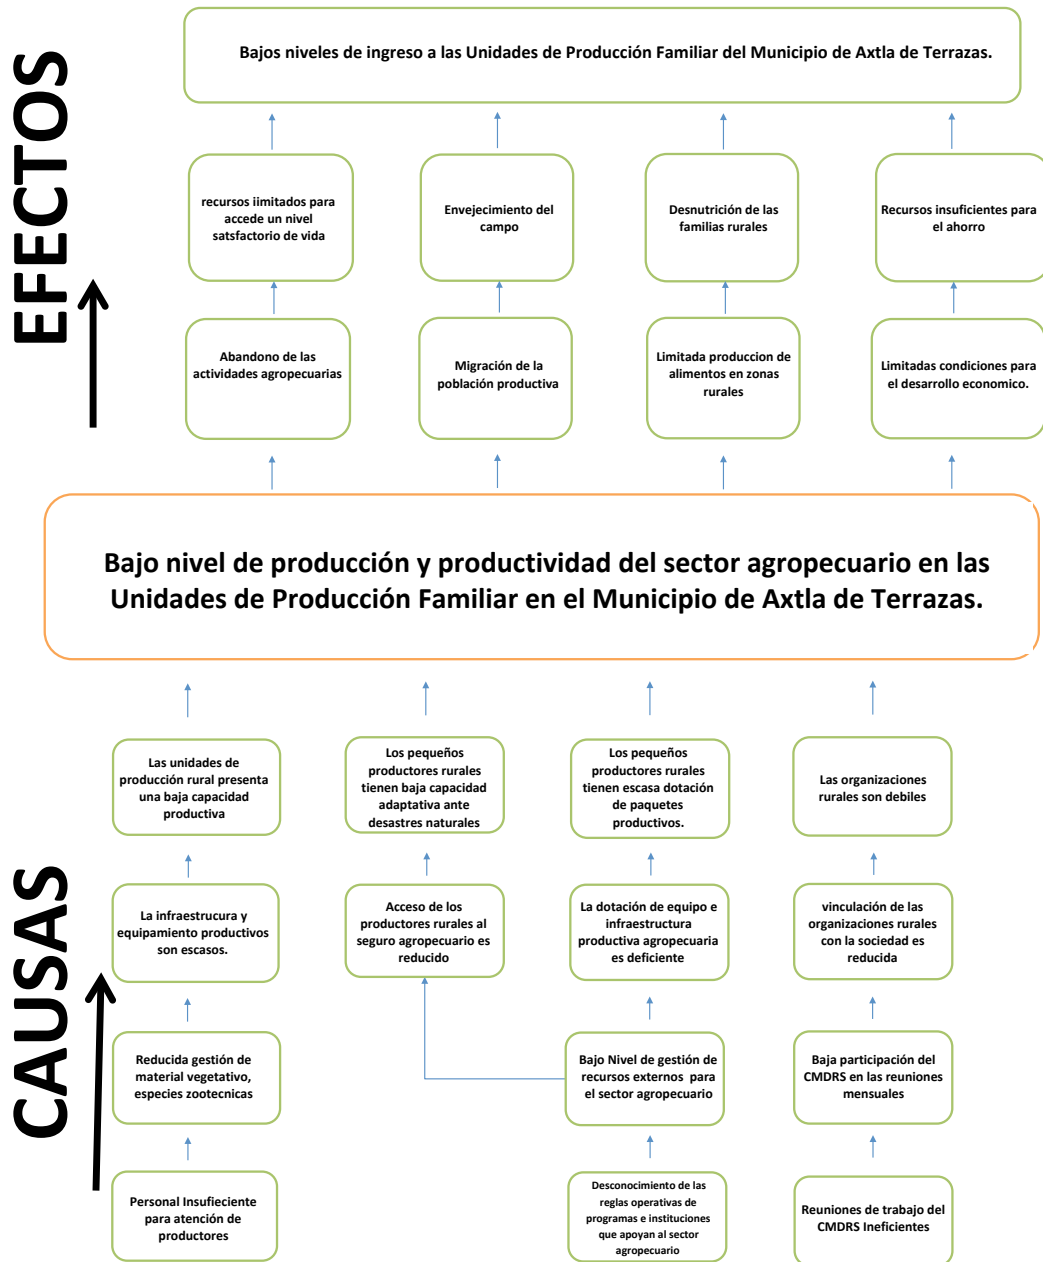 EFECTOS
Bajos niveles de ingreso a las Unidades de Producción Familiar del Municipio de Axtla de Terrazas.
recursos iimitados para
accede un nivel
satsfactorio de vida
Envejecimiento del
campo
Desnutrición de las
familias rurales
Recursos insuficientes para
el ahorro
Abandono de las
actividades agropecuarias
Migración de la
población productiva
Limitada produccion de
alimentos en zonas
rurales
Limitadas condiciones para
el desarrollo economico.
Bajo nivel de producción y productividad del sector agropecuario en las
Unidades de Producción Familiar en el Municipio de Axtla de Terrazas.
CAUSAS
Las unidades de
producción rural presenta
una baja capacidad
productiva
Los pequeños
productores rurales
tienen baja capacidad
adaptativa ante
desastres naturales
Los pequeños
productores rurales
tienen escasa dotación
de paquetes
productivos.
Las organizaciones
rurales son debiles
La infraestrucura y
equipamiento productivos
son escasos.
Acceso de los
productores rurales al
seguro agropecuario es
reducido
La dotación de equipo e
infraestructura
productiva agropecuaria
es deficiente
vinculación de las
organizaciones rurales
con la sociedad es
reducida
Reducida gestión de
material vegetativo,
especies zootecnicas
Bajo Nivel de gestión de
recursos externos para
el sector agropecuario
Baja participación del
CMDRS en las reuniones
mensuales
Personal Insufieciente
para atención de
productores
Desconocimiento de las
reglas operativas de
programas e instituciones
que apoyan al sector
agropecuario
Reuniones de trabajo del
CMDRS Ineficientes